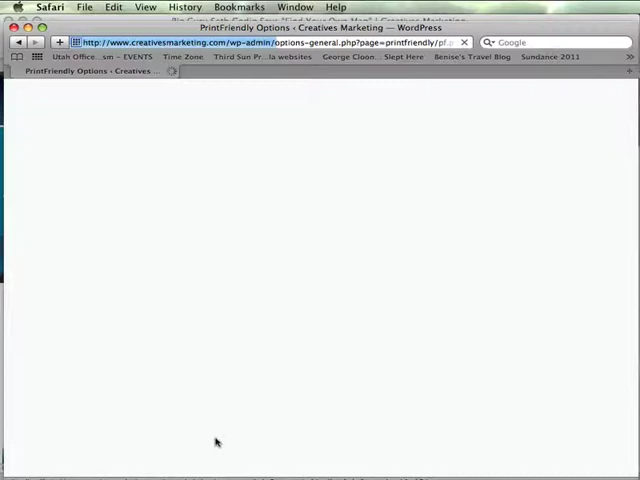 Safari File Edit View History Bookmarks Window Help
PrintFriendly Options ‹ Creatives Marketing — WordPress
http://www.creativesmarketing.com/wp-admin/options-general.php?page=printfriendly/pf.p
Google
Utah Office...sm – EVENTS Time Zone Third Sun Pr...la websites George Cloon... Slept Here Benise's Travel Blog Sundance 2011
PrintFriendly Options ‹ Creatives ...